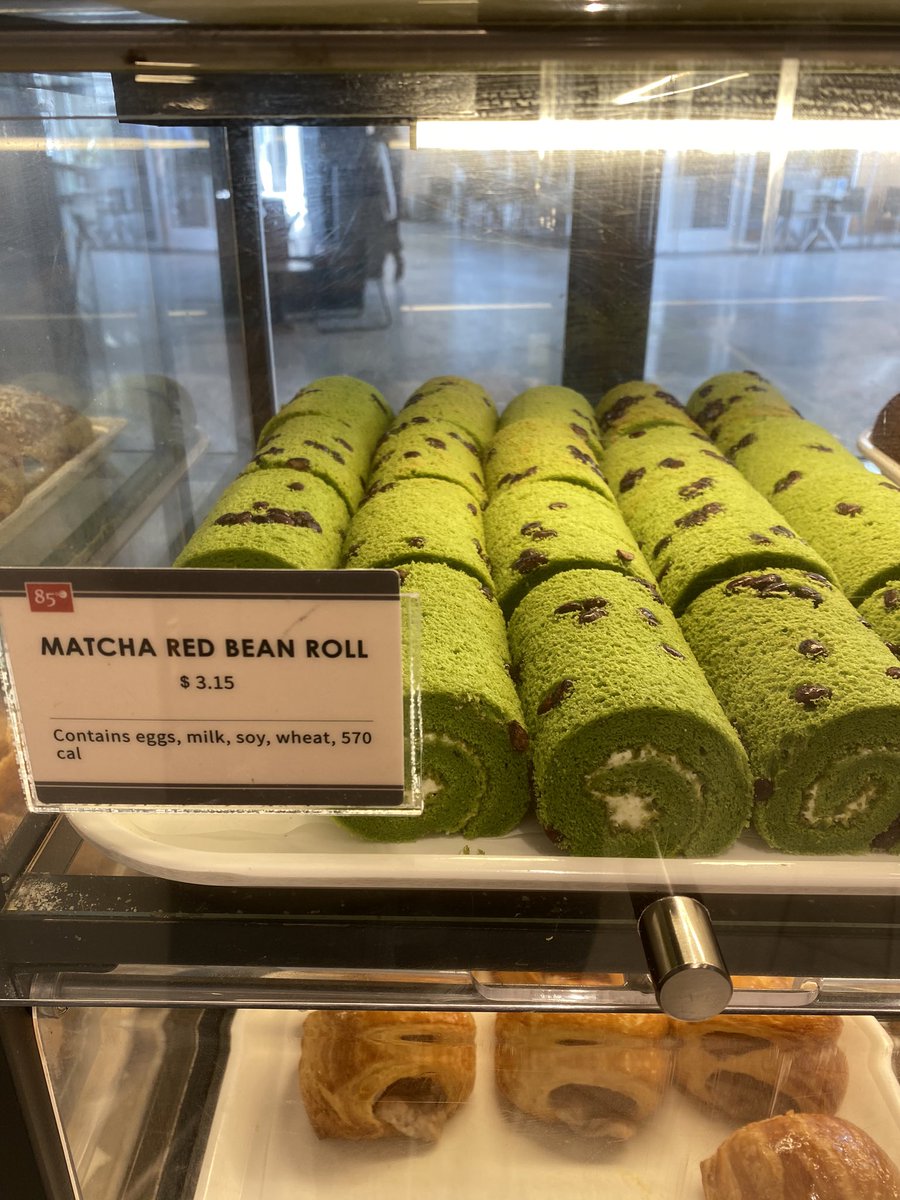 85°
MATCHA RED BEAN ROLL
$ 3.15
Contains eggs, milk, soy, wheat, 570
cal